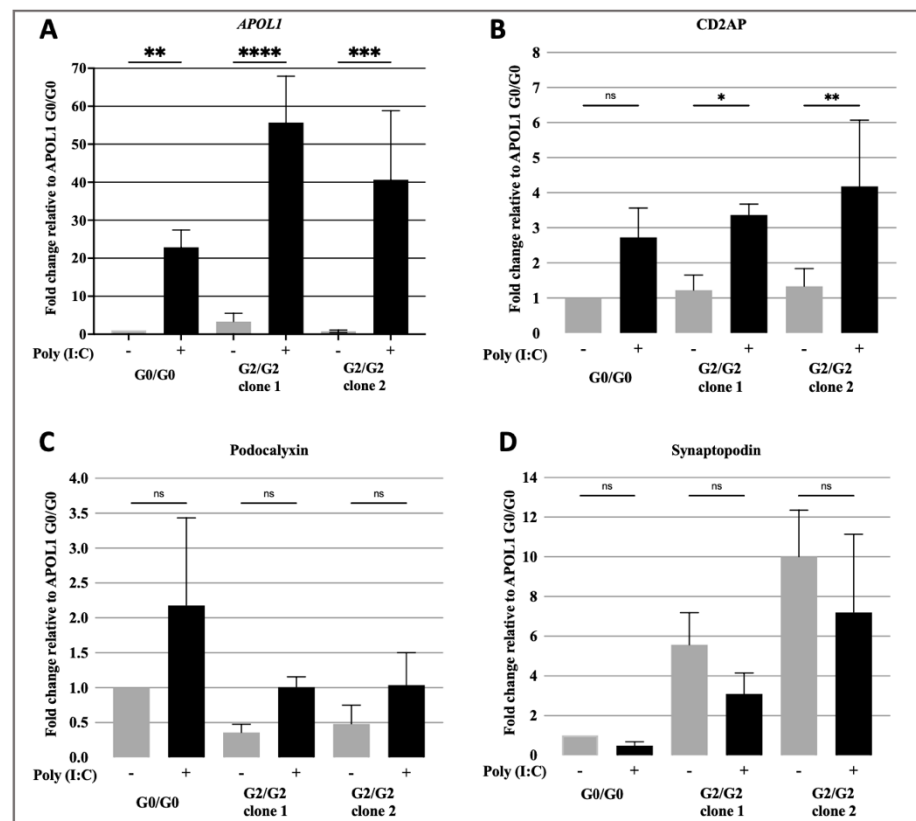 A
APOL1
** **** ***
Fold change relative to APOL1 G0/G0
70
60
50
40
30
20
10
0
Poly (I:C) - + - + - +
G0/G0 G2/G2 G2/G2
clone 1 clone 2
B
CD2AP
ns * **
Fold change relative to APOL1 G0/G0
8
7
6
5
4
3
2
1
0
Poly (I:C) - + - + - +
G0/G0 G2/G2 G2/G2
clone 1 clone 2
C
Podocalyxin
ns ns ns
Fold change relative to APOL1 G0/G0
4.0
3.5
3.0
2.5
2.0
1.5
1.0
0.5
0.0
Poly (I:C) - + - + - +
G0/G0 G2/G2 G2/G2
clone 1 clone 2
D
Synaptopodin
ns ns ns
Fold change relative to APOL1 G0/G0
14
12
10
8
6
4
2
0
Poly (I:C) - + - + - +
G0/G0 G2/G2 G2/G2
clone 1 clone 2